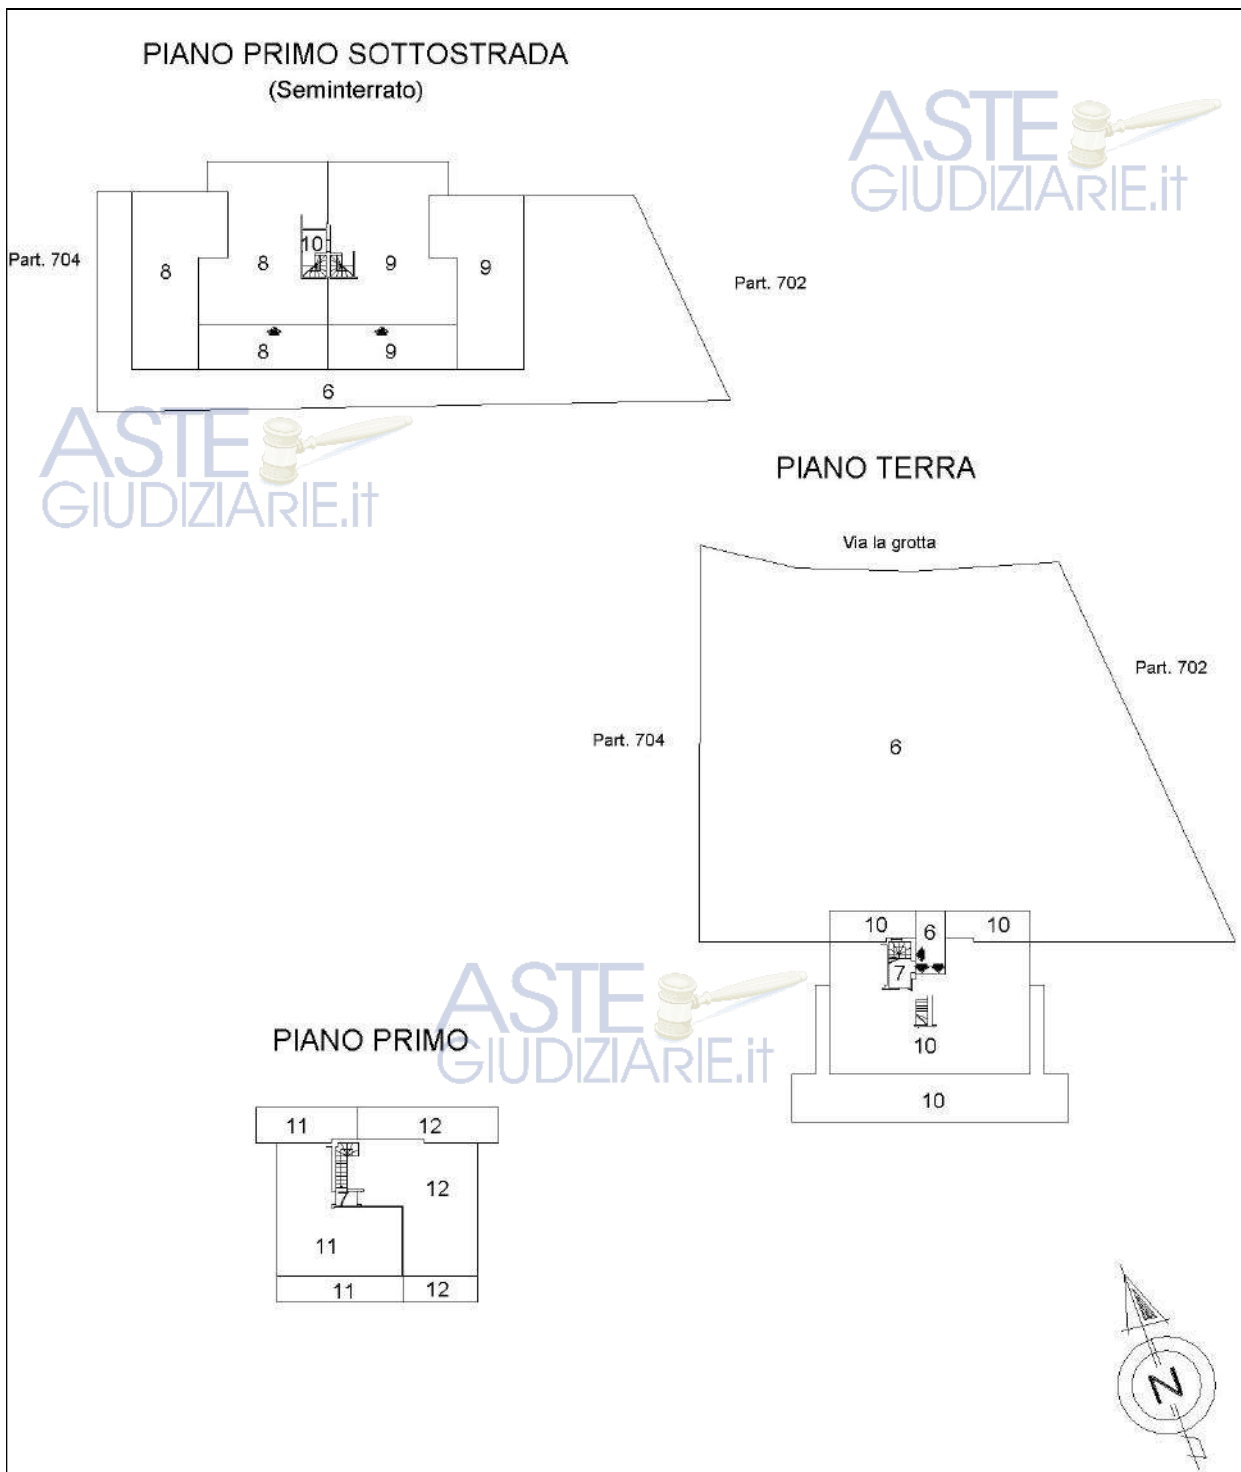 PIANO PRIMO SOTTOSTRADA
(Seminterrato)
ASTE
GIUDIZIARIE.it
Part. 704
8
8
10
9
9
Part. 702
8
9
6
ASTE
GIUDIZIARIE.it
PIANO TERRA
Via la grotta
Part. 702
Part. 704
6
10
6
10
7
10
10
ASTE
GIUDIZIARIE.it
PIANO PRIMO
11
12
12
7
11
11
12
N